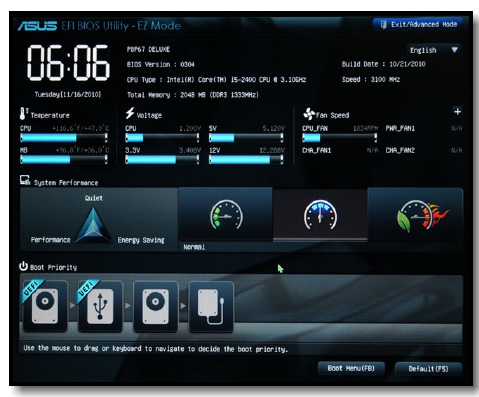 ASUS EFI BIOS Utility - EZ Mode
Exit/Advanced Mode
06:06
Tuesday[11/16/2010]
P8P67 DELUXE
English
BIOS Version : 0304
Build Date : 10/21/2010
CPU Type : Intel(R) Core(TM) i5-2400 CPU @ 3.10GHz
Speed : 3100 MHz
Total Memory : 2048 MB (DDR3 1333MHz)
Temperature
CPU +116.6°F/+47.0°C
MB +96.8°F/+36.0°C
Voltage
CPU 1.200V 5V 5.120V
3.3V 3.408V 12V 12.288V
Fan Speed
CPU_FAN 1824RPM PWR_FAN1 N/A
CHA_FAN1 N/A CHA_FAN2 N/A
System Performance
Quiet
Performance
Energy Saving
Normal
Boot Priority
UEFI
UEFI
Use the mouse to drag or keyboard to navigate to decide the boot priority.
Boot Menu(F8)
Default(F5)